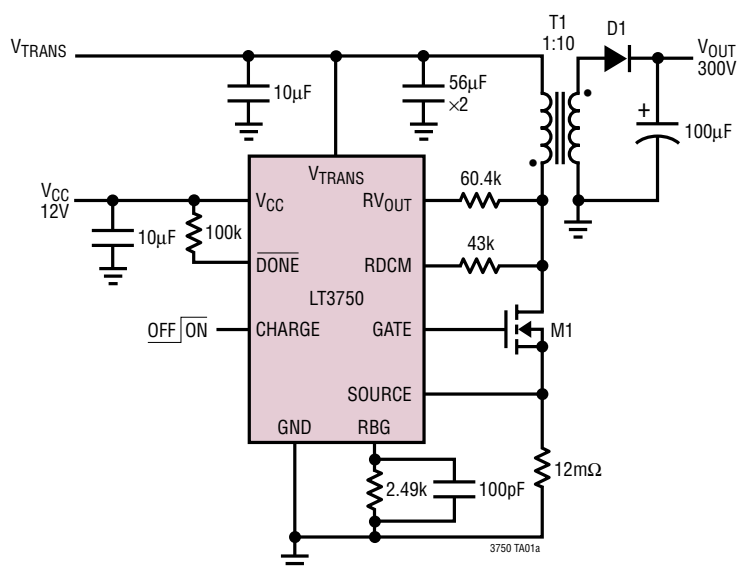 T1
1:10
D1
VTRANS
VOUT
300V
10μF
56μF
×2
+
100μF
VTRANS
60.4k
VCC
12V
VCC
RVOUT
10μF
100k
43k
DONE
RDCM
LT3750
OFF ON
CHARGE
GATE
M1
SOURCE
GND
RBG
12mΩ
2.49k
100pF
3750 TA01a